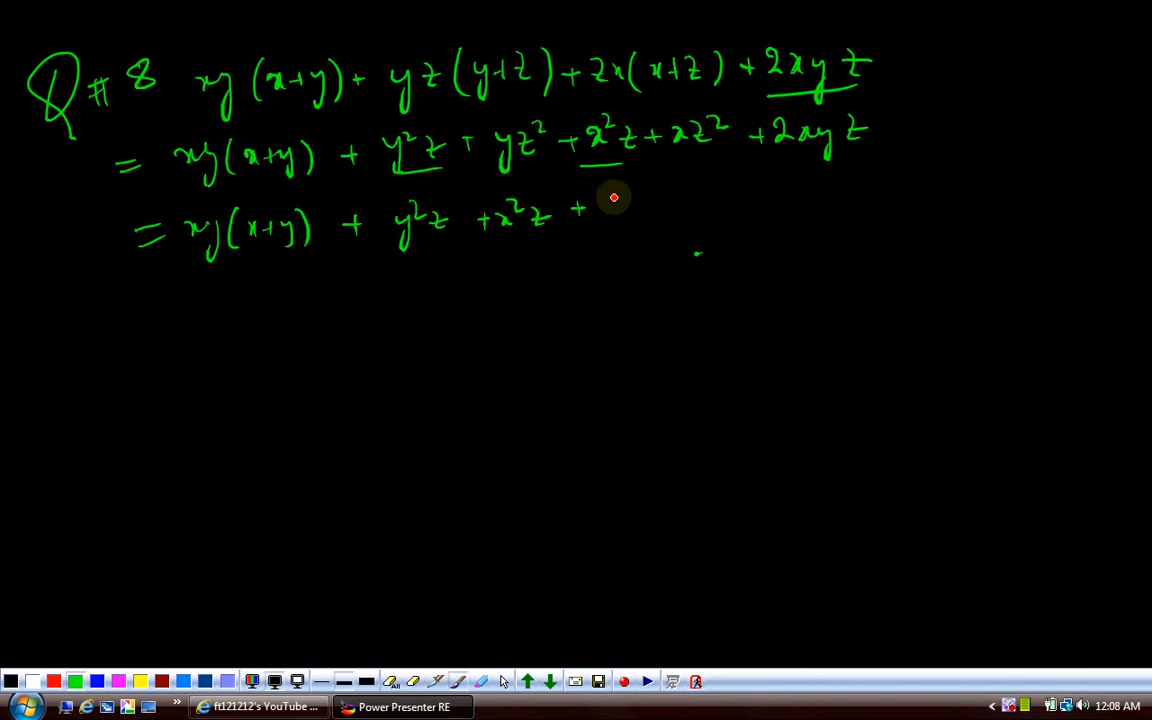 Q # 8 xy (x+y) + yz (y+z) + zx (x+z) + 2xyz
= xy(x+y) + y²z + yz² + x²z + xz² + 2xyz
= xy(x+y) + y²z + x²z +
ft121212's YouTube ... Power Presenter RE 12:08 AM